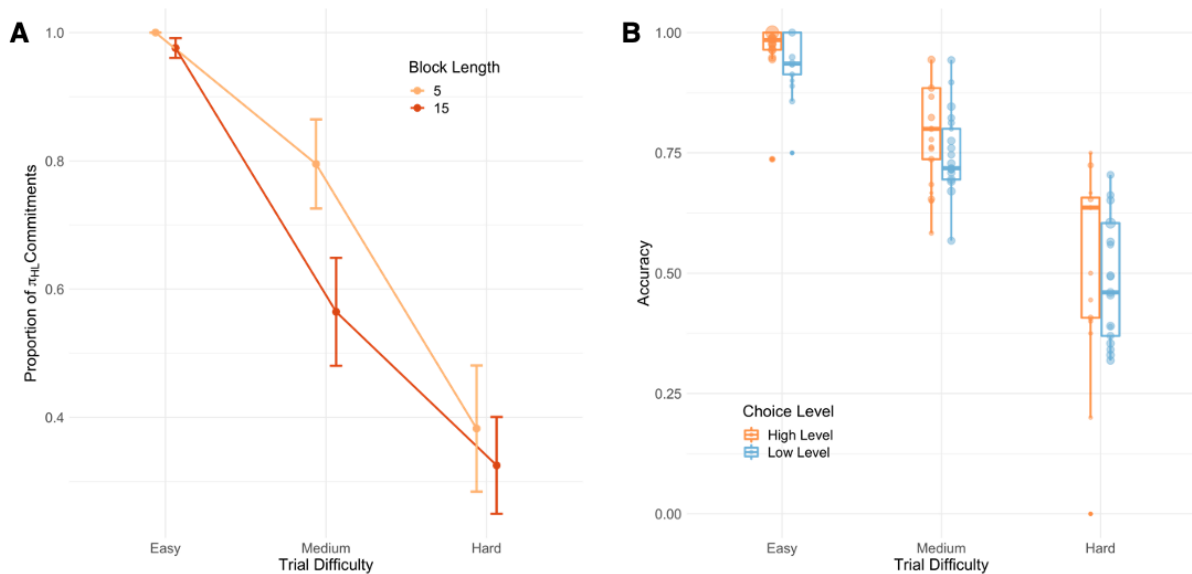 A
Proportion of πHLCommitments
1.0
0.8
0.6
0.4
Block Length
5
15
Easy
Medium
Hard
Trial Difficulty
B
Accuracy
1.00
0.75
0.50
0.25
0.00
Choice Level
High Level
Low Level
Easy
Medium
Hard
Trial Difficulty